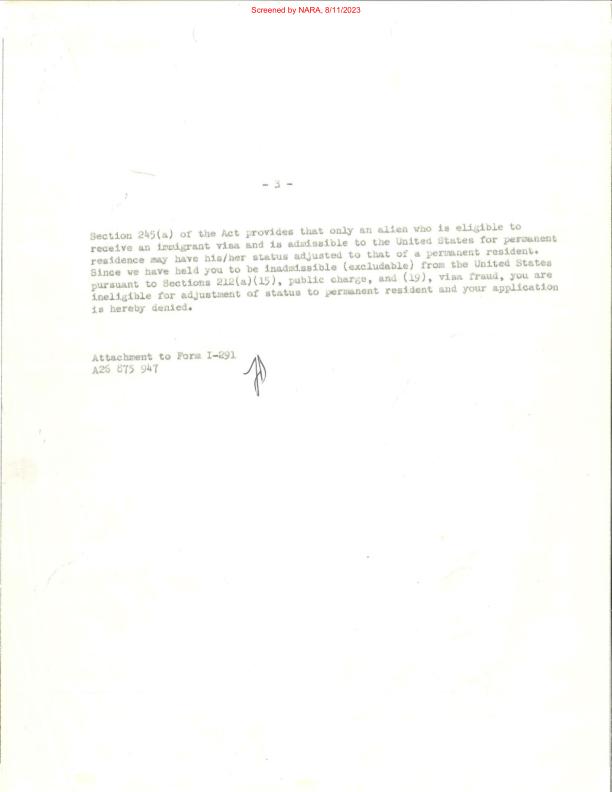 Screened by NARA, 8/11/2023
- 3 -
Section 245(a) of the Act provides that only an alien who is eligible to
receive an immigrant visa and is admissible to the United States for permanent
residence may have his/her status adjusted to that of a permanent resident.
Since we have held you to be inadmissible (excludable) from the United States
pursuant to Sections 212(a)(15), public charge, and (19), visa fraud, you are
ineligible for adjustment of status to permanent resident and your application
is hereby denied.
Attachment to Form I-291
A26 875 947